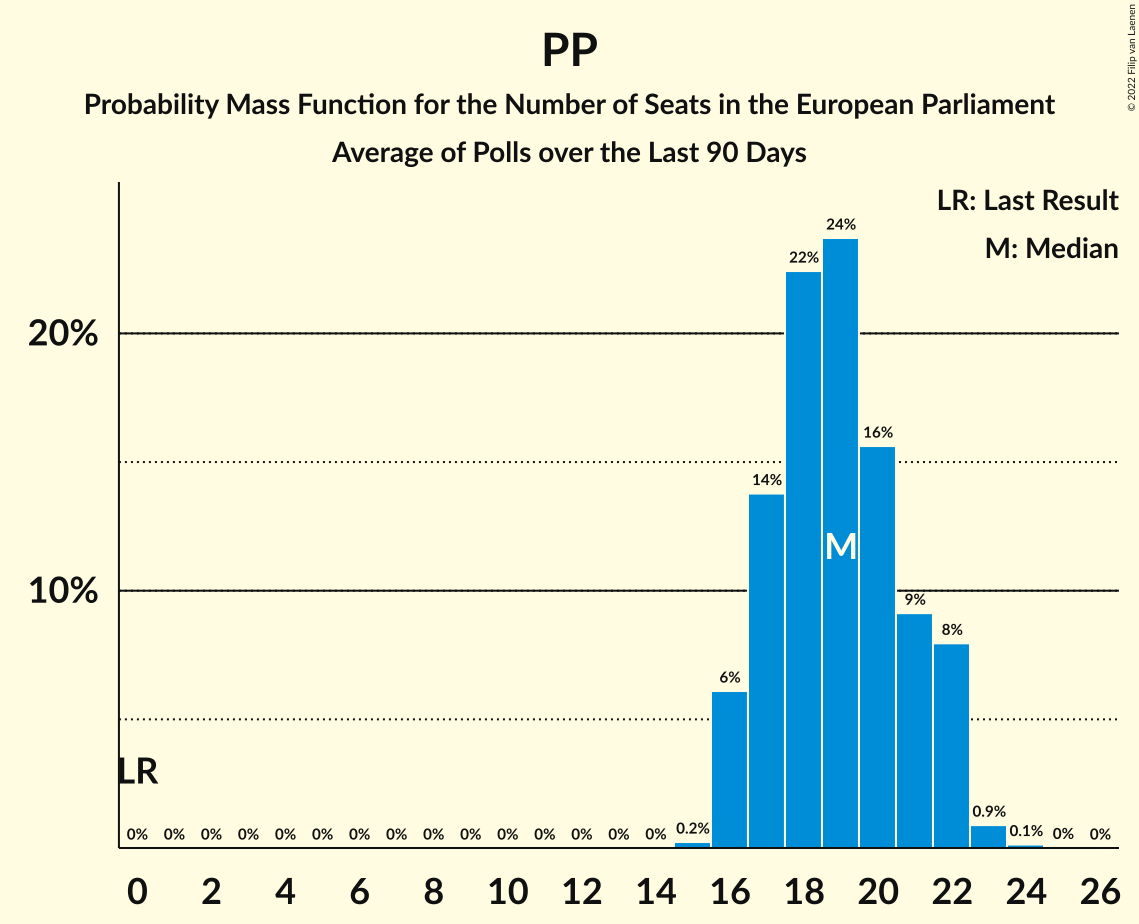 PP
Probability Mass Function for the Number of Seats in the European Parliament
Average of Polls over the Last 90 Days
© 2022 Filip van Laenen
LR: Last Result
M: Median
20%
10%
24%
22%
16%
14%
9%
8%
6%
0.9%
0.2%
0.1%
M
LR
0% 0% 0% 0% 0% 0% 0% 0% 0% 0% 0% 0% 0% 0% 0% 0% 0%
0 2 4 6 8 10 12 14 16 18 20 22 24 26